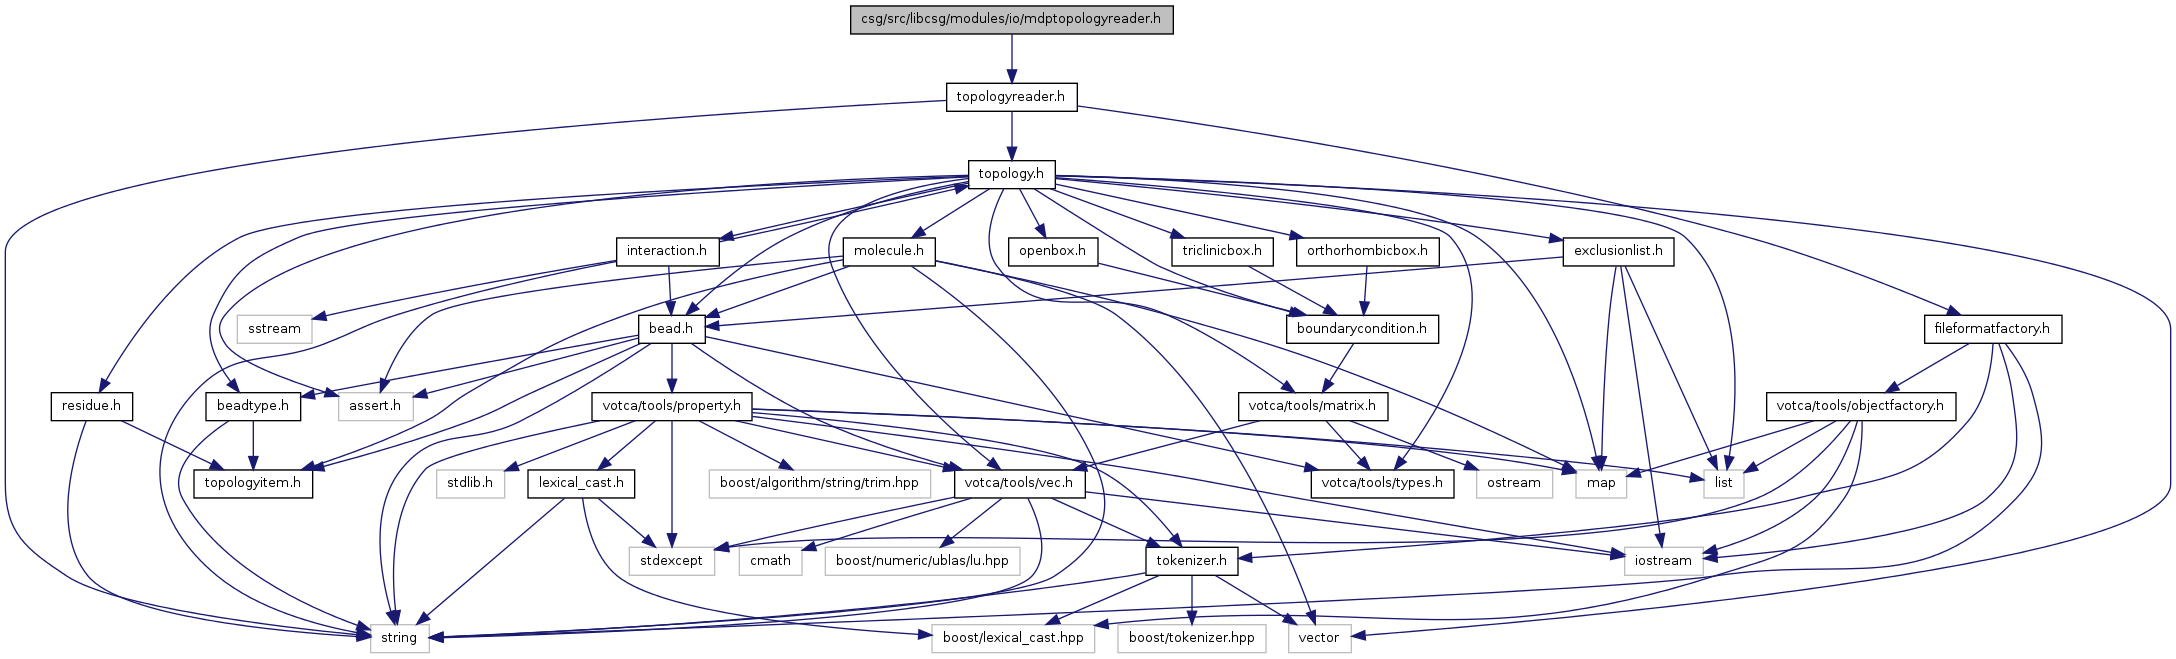 csg/src/libcsg/modules/io/mdptopologyreader.h
topologyreader.h
topology.h
interaction.h
molecule.h
openbox.h
triclinicbox.h
orthorhombicbox.h
exclusionlist.h
sstream
bead.h
boundarycondition.h
fileformatfactory.h
residue.h
beadtype.h
assert.h
votca/tools/property.h
votca/tools/matrix.h
votca/tools/objectfactory.h
topologyitem.h
stdlib.h
lexical_cast.h
boost/algorithm/string/trim.hpp
votca/tools/vec.h
votca/tools/types.h
ostream
map
list
stdexcept
cmath
boost/numeric/ublas/lu.hpp
tokenizer.h
iostream
string
boost/lexical_cast.hpp
boost/tokenizer.hpp
vector